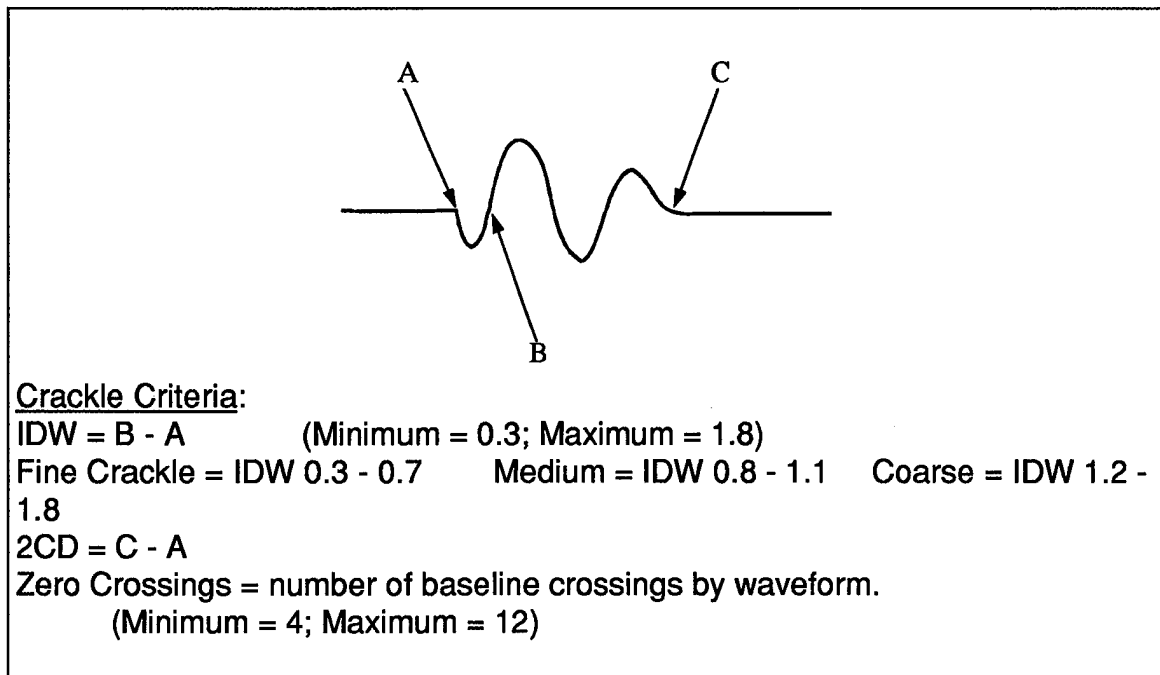 A C
B
Crackle Criteria:
IDW = B - A (Minimum = 0.3; Maximum = 1.8)
Fine Crackle = IDW 0.3 - 0.7 Medium = IDW 0.8 - 1.1 Coarse = IDW 1.2 -
1.8
2CD = C - A
Zero Crossings = number of baseline crossings by waveform.
(Minimum = 4; Maximum = 12)